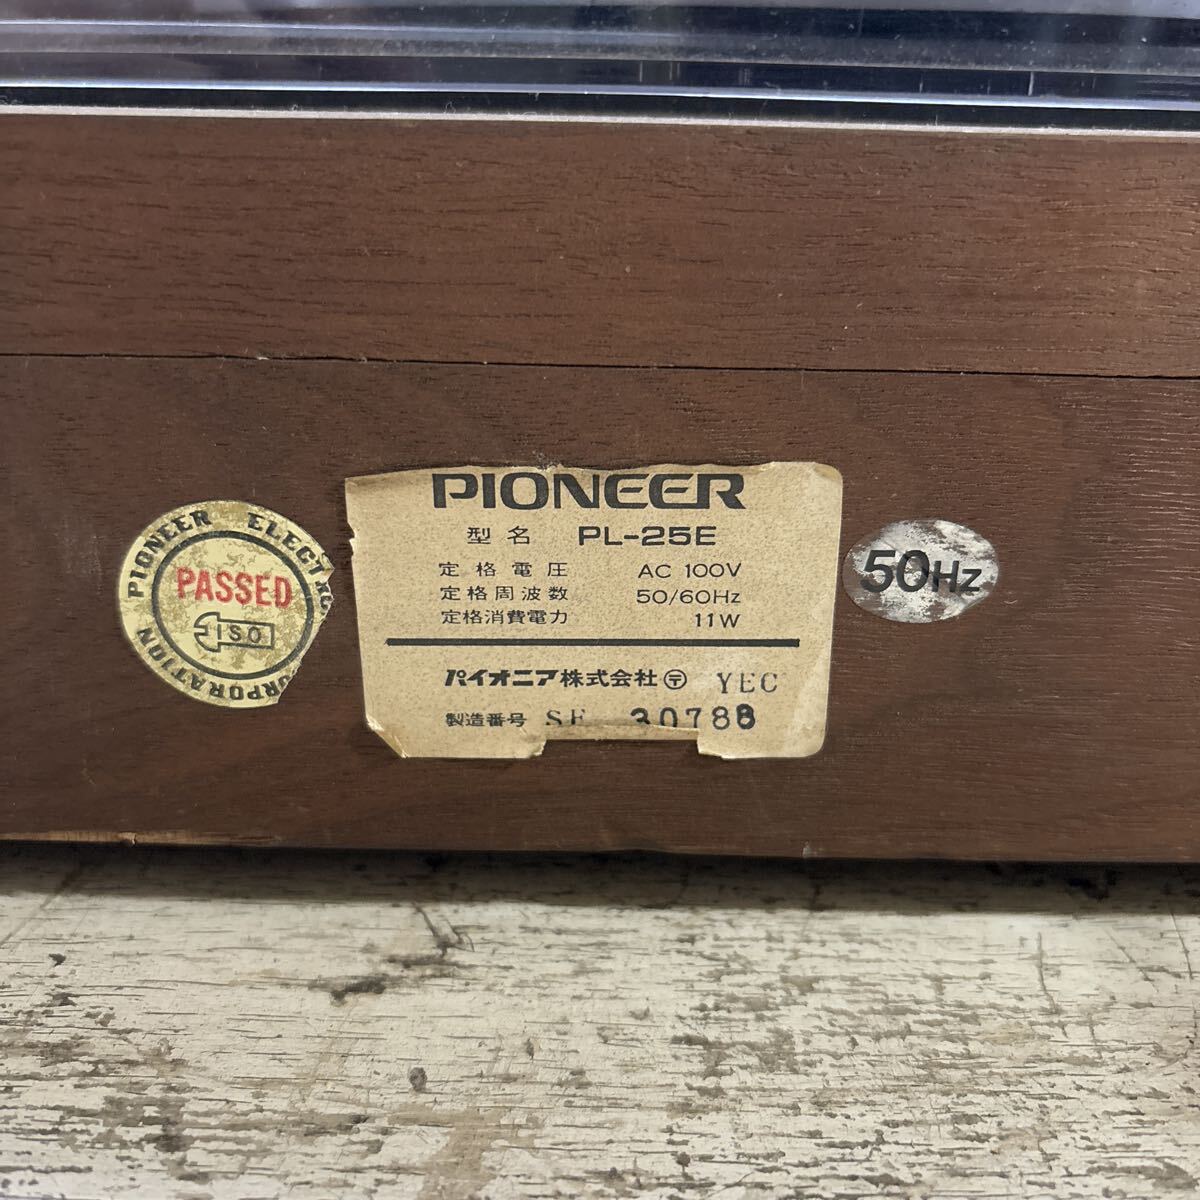 PIONEER ELECTRO
CORPORATION
PASSED
ISO
PIONEER
型名 PL-25E
定格電圧 AC 100V
定格周波数 50/60Hz
定格消費電力 11W
パイオニア株式会社〶 YEC
製造番号 SE 30788
50Hz